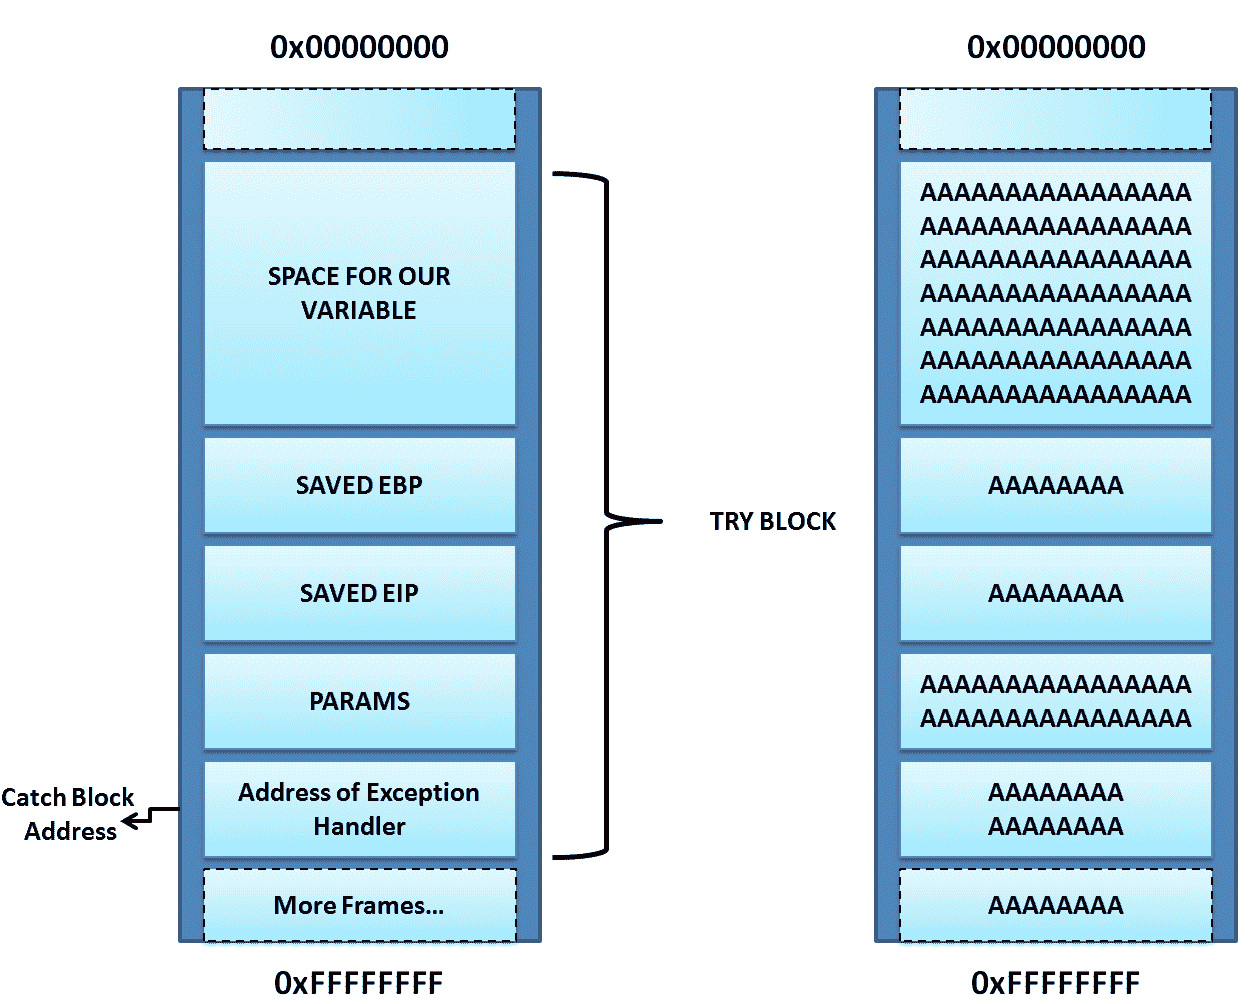 0x00000000
SPACE FOR OUR
VARIABLE
SAVED EBP
SAVED EIP
PARAMS
Address of Exception
Handler
More Frames...
0xFFFFFFFF
Catch Block
Address
TRY BLOCK
0x00000000
AAAAAAAAAAAAAAAA
AAAAAAAAAAAAAAAA
AAAAAAAAAAAAAAAA
AAAAAAAAAAAAAAAA
AAAAAAAAAAAAAAAA
AAAAAAAAAAAAAAAA
AAAAAAAAAAAAAAAA
AAAAAAAA
AAAAAAAA
AAAAAAAAAAAAAAAA
AAAAAAAAAAAAAAAA
AAAAAAAA
AAAAAAAA
AAAAAAAA
0xFFFFFFFF